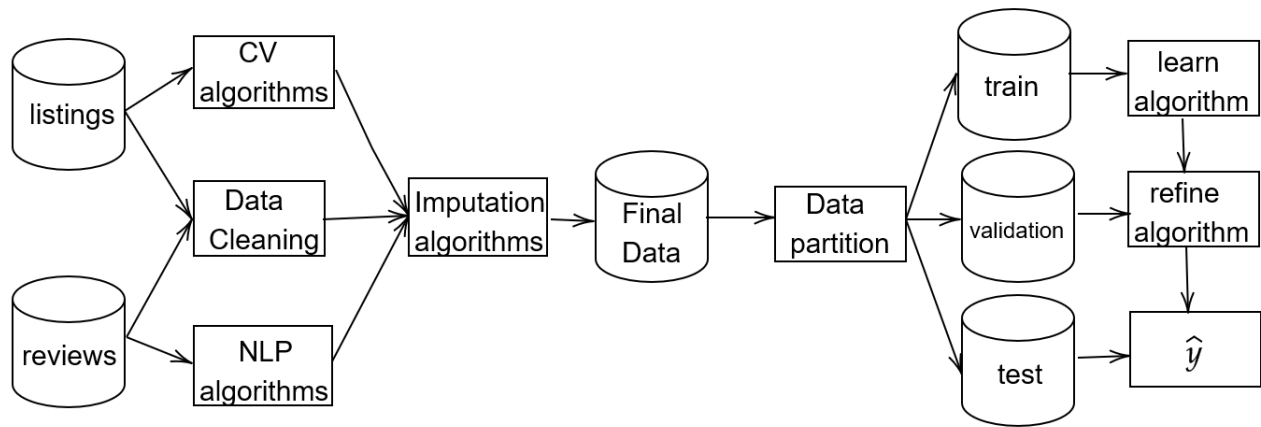 listings
reviews
CV
algorithms
Data
Cleaning
NLP
algorithms
Imputation
algorithms
Final
Data
Data
partition
train
validation
test
learn
algorithm
refine
algorithm
ŷ